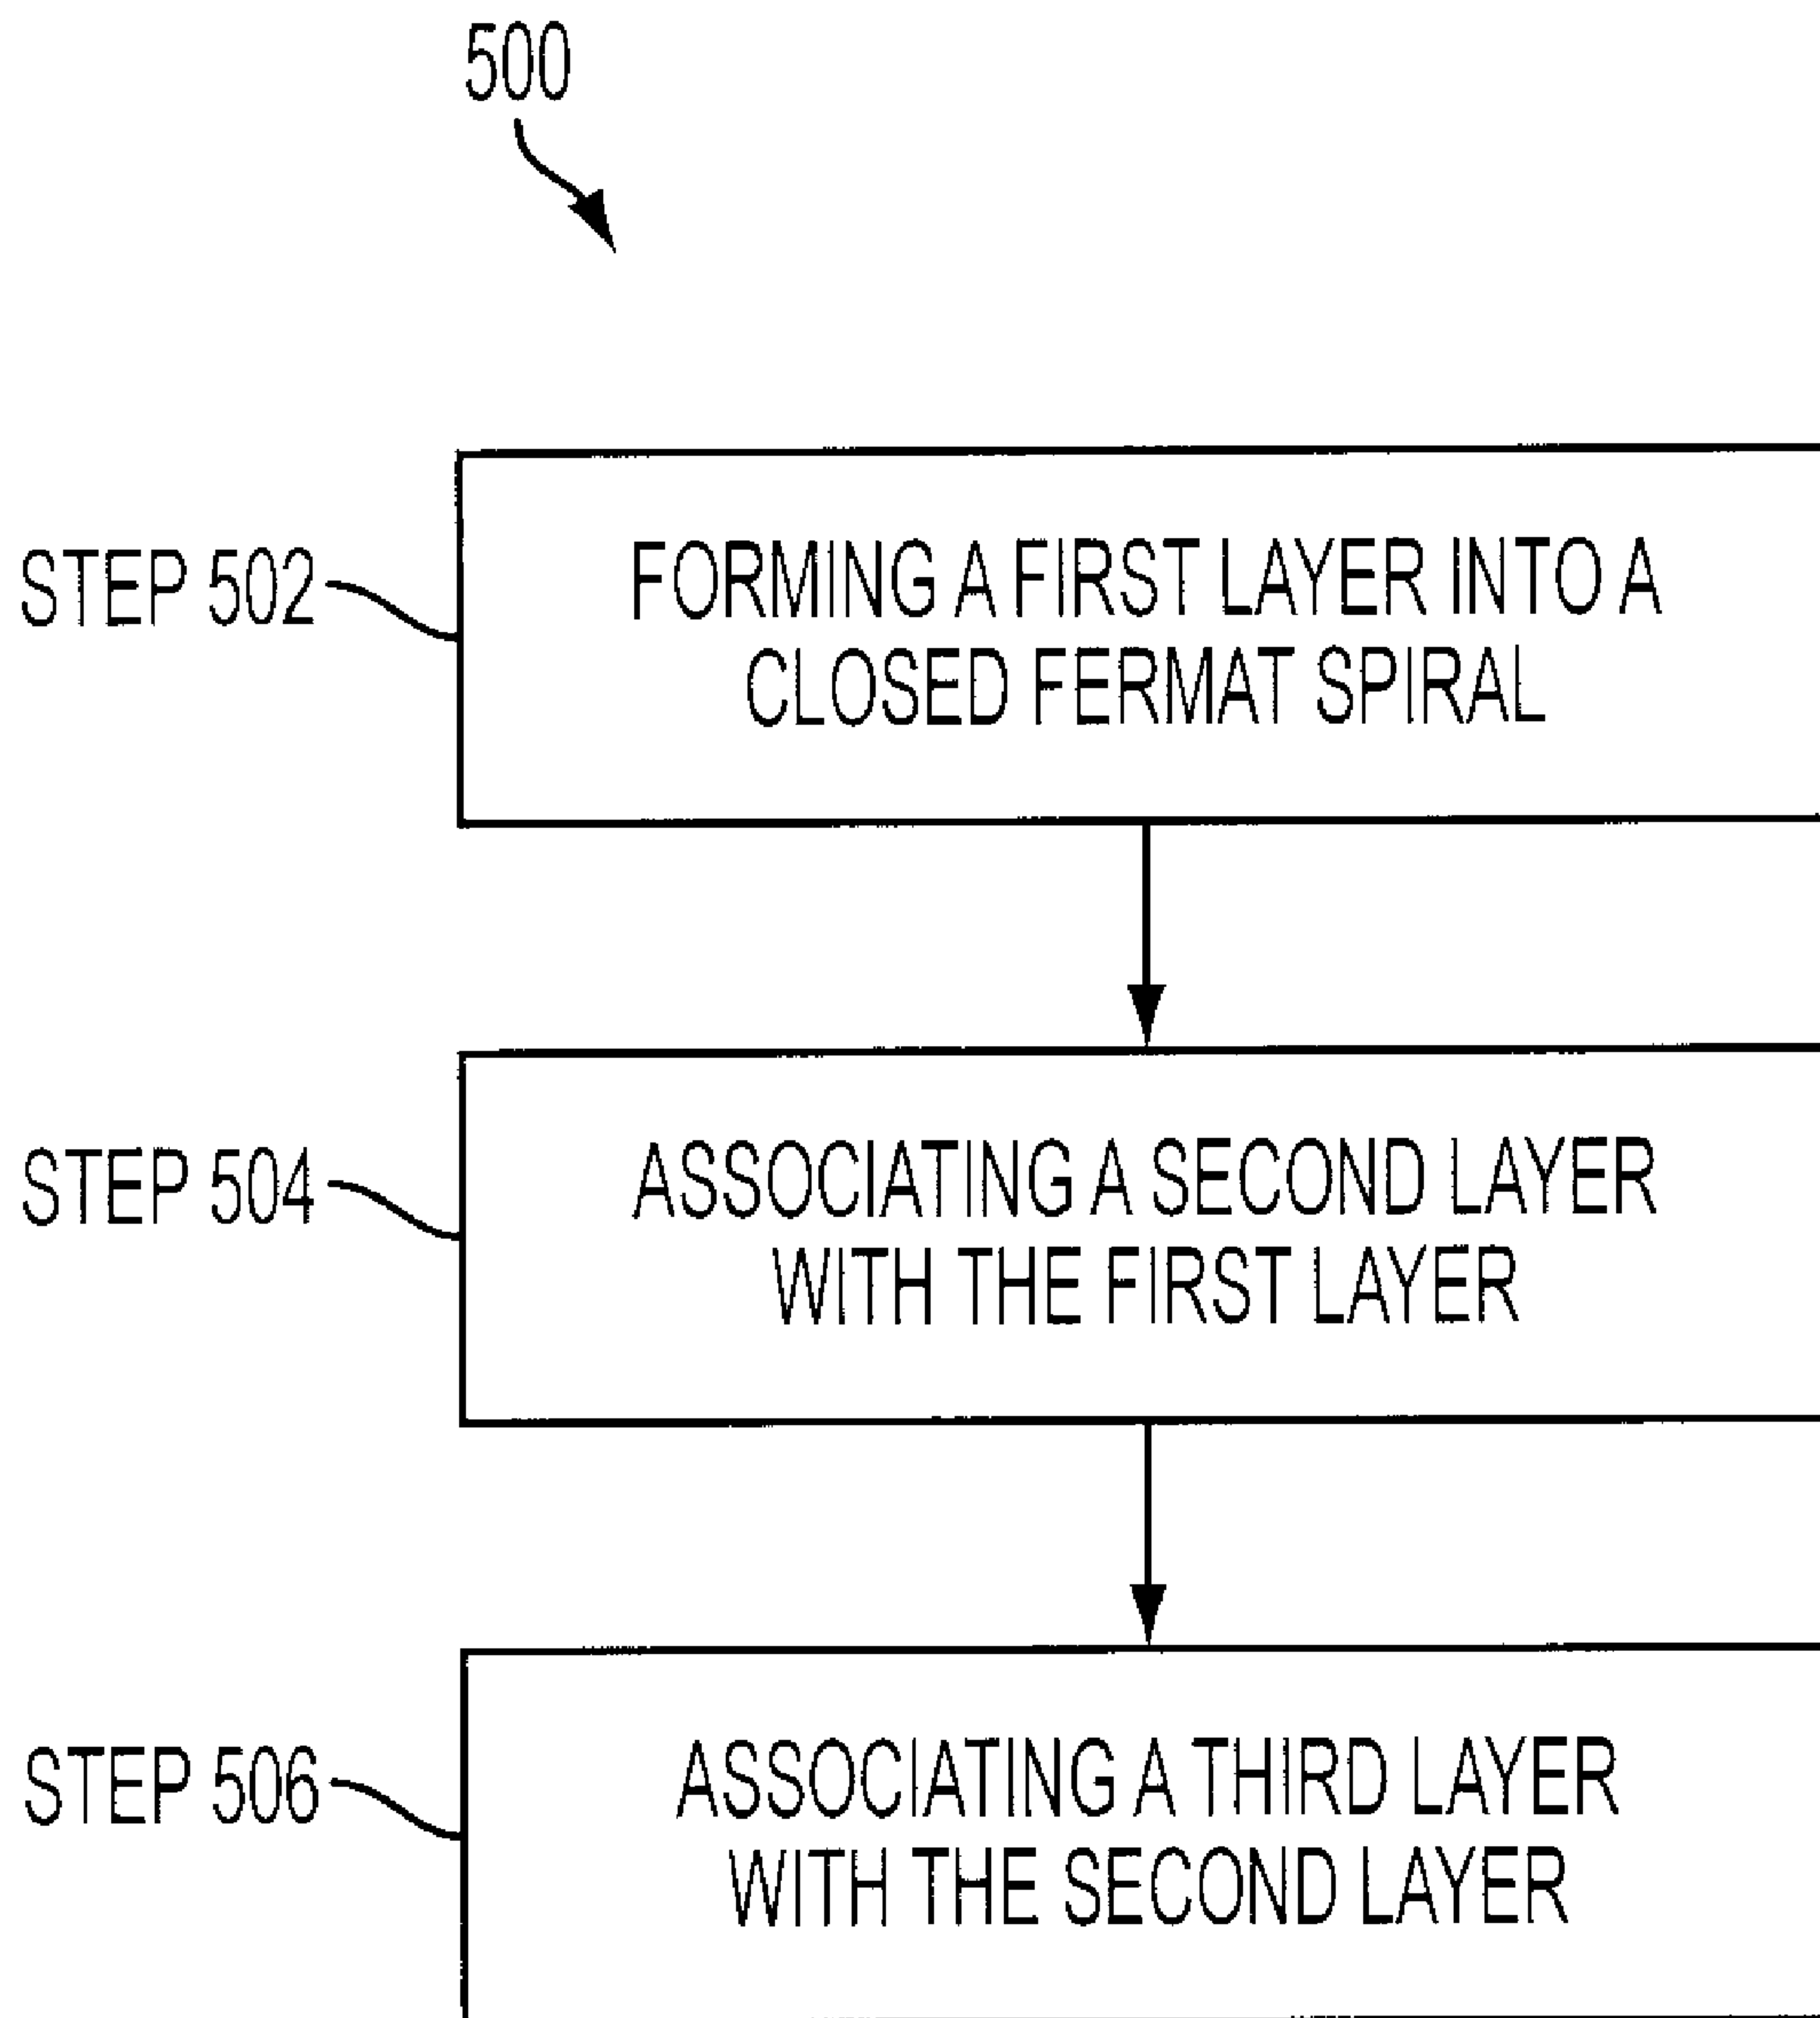 500
STEP 502
FORMING A FIRST LAYER INTO A
CLOSED FERMAT SPIRAL
STEP 504
ASSOCIATING A SECOND LAYER
WITH THE FIRST LAYER
STEP 506
ASSOCIATING A THIRD LAYER
WITH THE SECOND LAYER